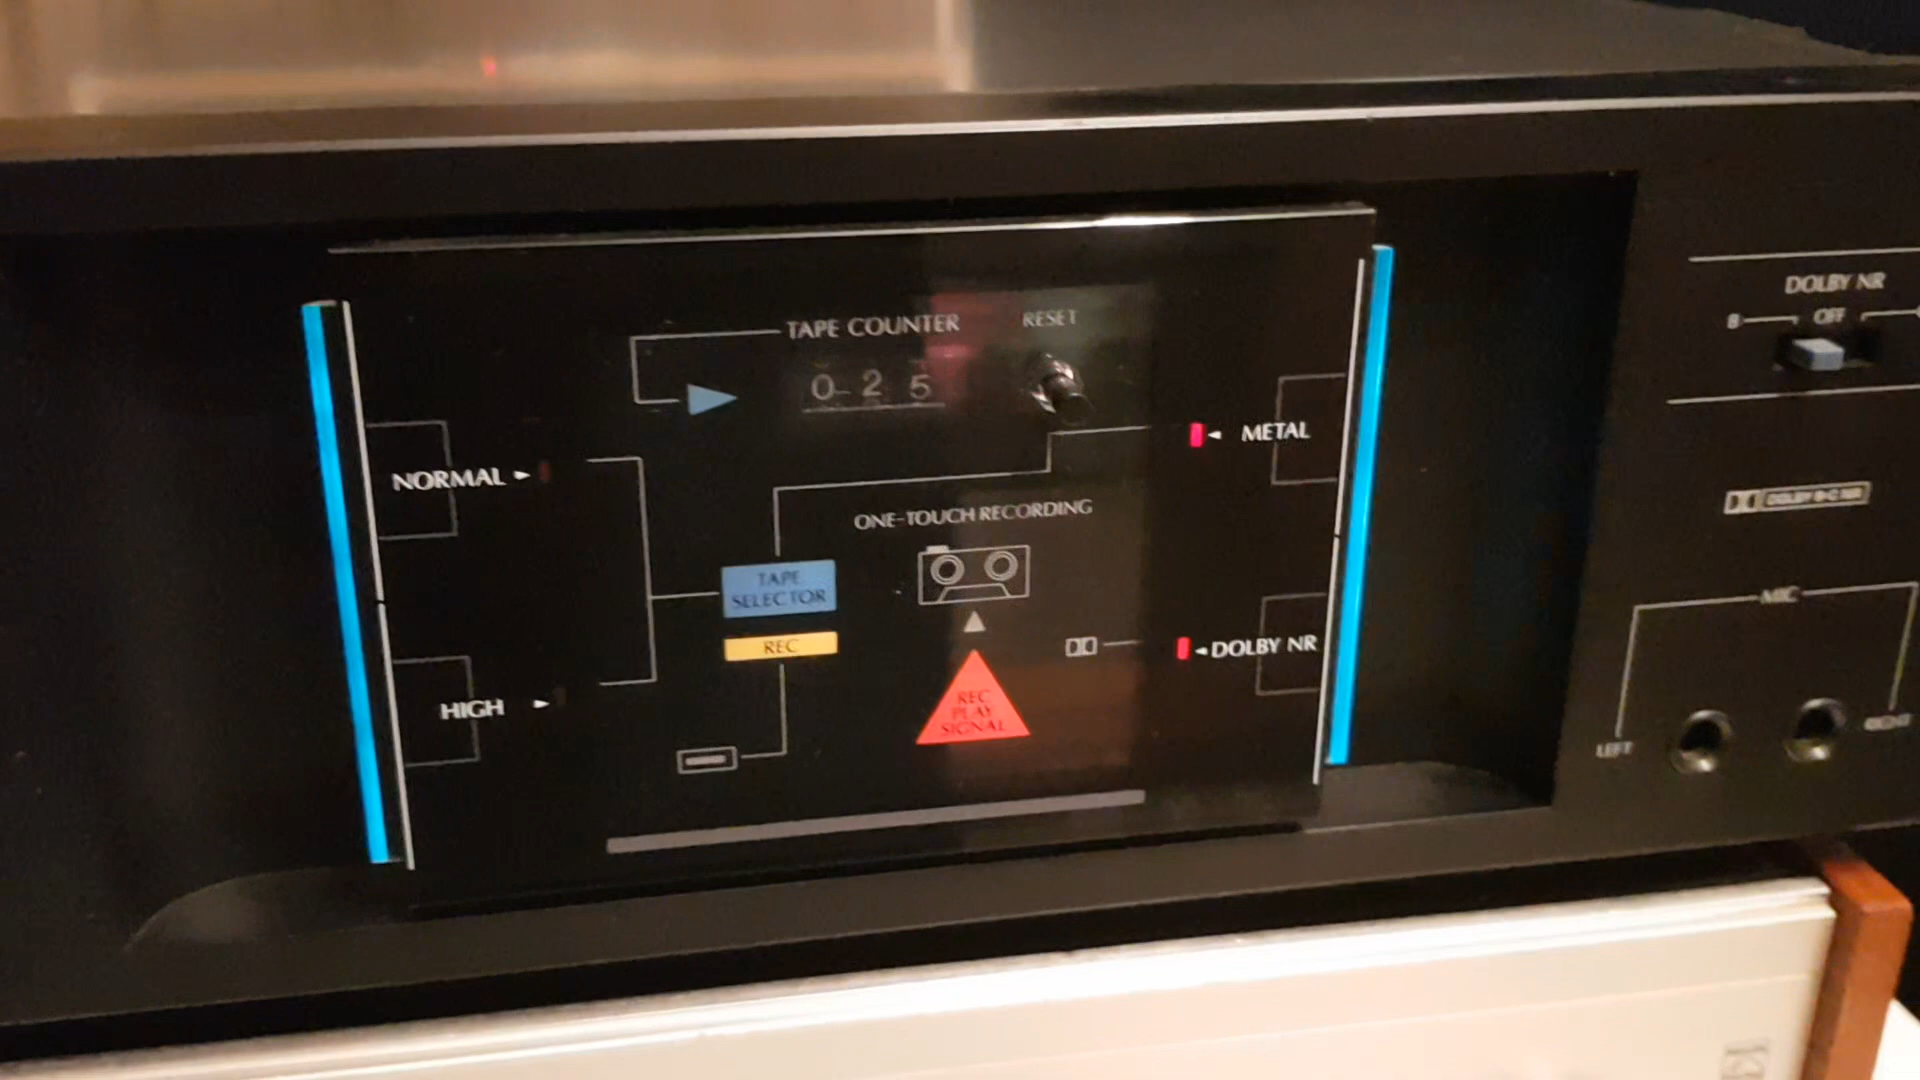 TAPE COUNTER
RESET
0 2 5
NORMAL
METAL
ONE-TOUCH RECORDING
TAPE
SELECTOR
REC
DOLBY NR
HIGH
REC
PLAY
SIGNAL
DOLBY NR
B
OFF
DOLBY B-C NR
MIC
LEFT
RIGHT